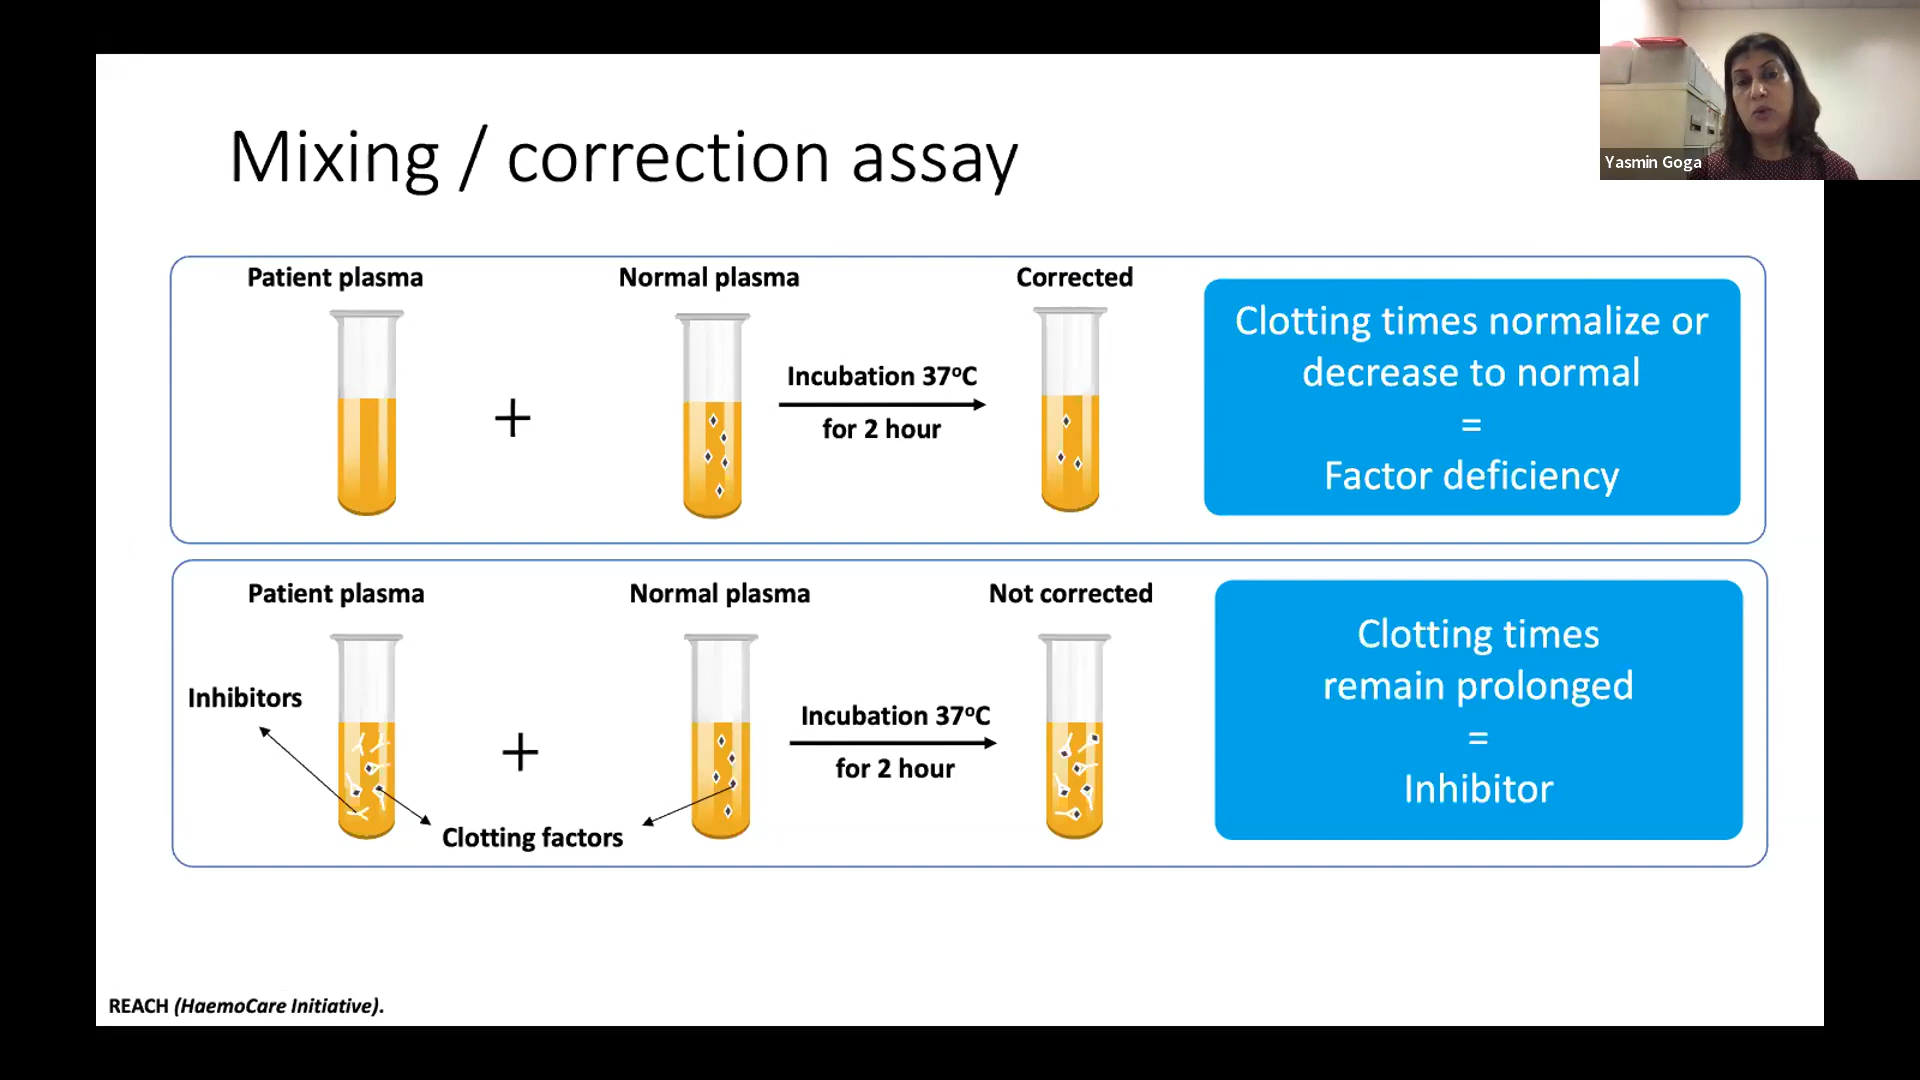 Yasmin Goga
Mixing / correction assay
Patient plasma
Normal plasma
Corrected
Incubation 37ºC
for 2 hour
Clotting times normalize or
decrease to normal
=
Factor deficiency
+
Patient plasma
Normal plasma
Not corrected
Inhibitors
+
Incubation 37ºC
for 2 hour
Clotting factors
Clotting times
remain prolonged
=
Inhibitor
REACH (HaemoCare Initiative).